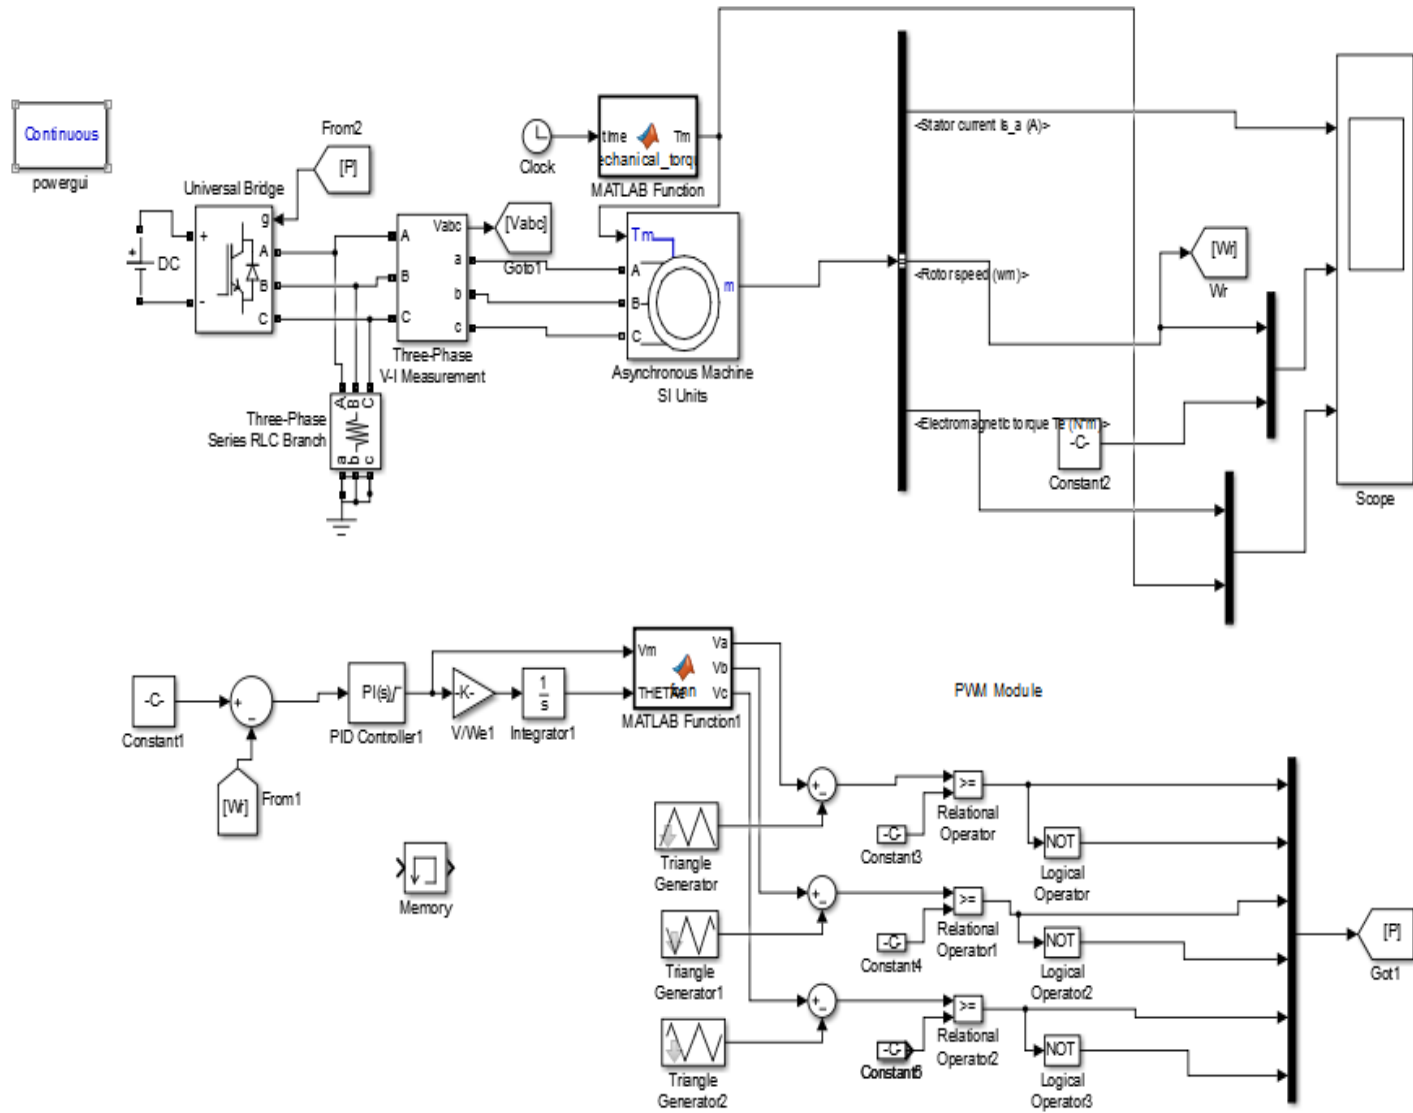 Continuous
powergui
From2
[P]
Universal Bridge
g
+
A
B
-
C
+
DC
Clock
time
Tm
MATLAB Function
Vabc
A
a
B
b
C
c
Three-Phase
V-I Measurement
[Vabc]
Goto1
Tm
A
B
C
m
Asynchronous Machine
SI Units
A B C
a b c
Three-Phase
Series RLC Branch
<Stator current is_a (A)>
<Rotor speed (wm)>
<Electromagnetic torque Te (N*m)>
[Wr]
Wr
-C-
Constant2
Scope
-C-
Constant1
+
-
[Wr]
From1
PI(s)
PID Controller1
-K-
V/We1
1
s
Integrator1
Vm
Va
Vb
Vc
MATLAB Function1
Memory
PWM Module
Triangle
Generator
+
-
-C-
Constant3
>=
Relational
Operator
NOT
Logical
Operator
Triangle
Generator1
+
-
-C-
Constant4
>=
Relational
Operator1
NOT
Logical
Operator2
Triangle
Generator2
+
-
-C-
>=
Relational
Operator2
NOT
Logical
Operator3
[P]
Got1